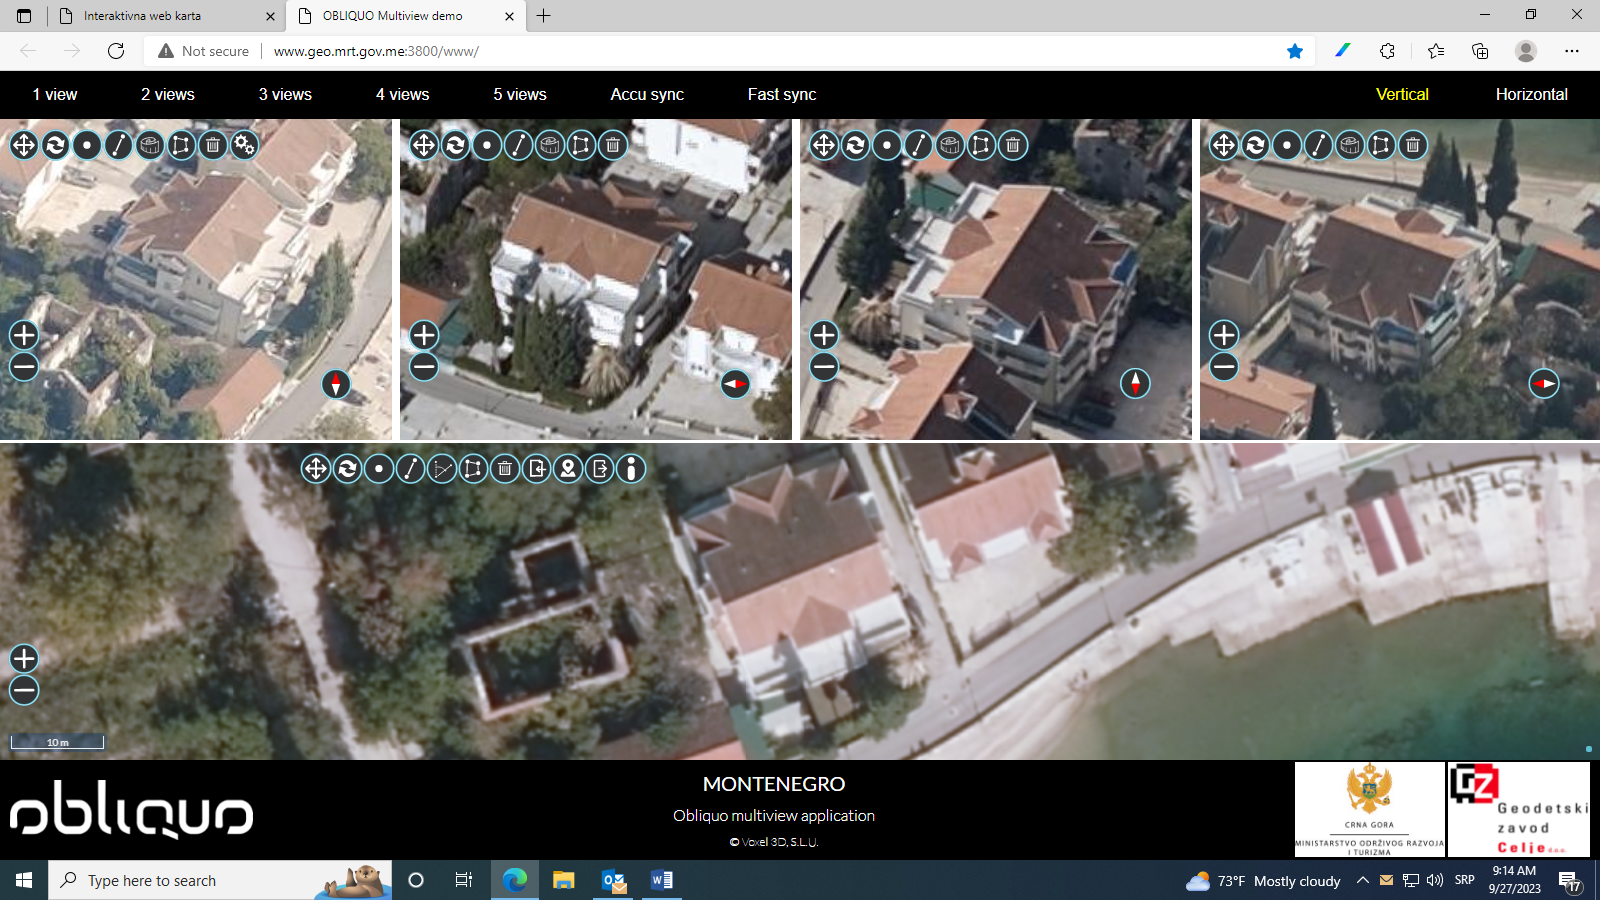 Interaktivna web karta
OBLIQUO Multiview demo
Not secure
www.geo.mrt.gov.me:3800/www/
1 view
2 views
3 views
4 views
5 views
Accu sync
Fast sync
Vertical
Horizontal
10 m
obliquo
MONTENEGRO
Obliquo multiview application
© Voxel 3D, S.L.U.
CRNA GORA
MINISTARSTVO ODRŽIVOG RAZVOJA
I TURIZMA
GZ
Geodetski
zavod
Celje d.o.o.
Type here to search
73°F Mostly cloudy
SRP
9:14 AM
9/27/2023
17